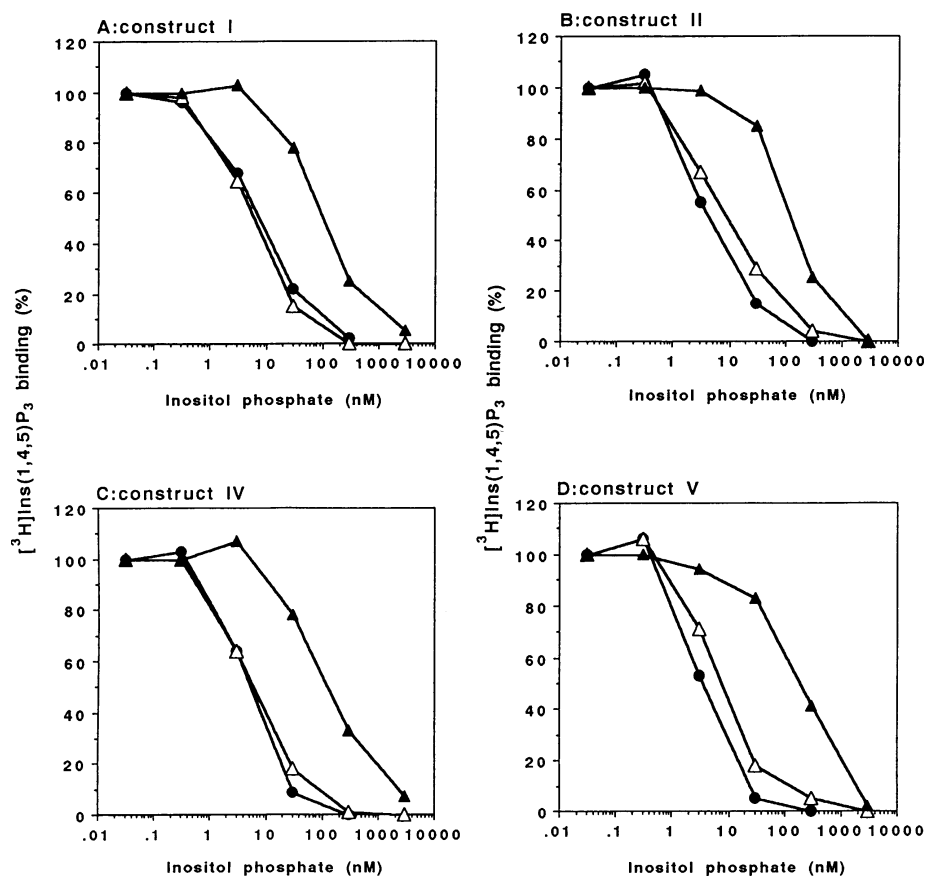 A:construct I
120
100
80
60
40
20
0
.01 .1 1 10 100 1000 10000
Inositol phosphate (nM)
[³H]Ins(1,4,5)P₃ binding (%)
B:construct II
120
100
80
60
40
20
0
.01 .1 1 10 100 1000 10000
Inositol phosphate (nM)
[³H]Ins(1,4,5)P₃ binding (%)
C:construct IV
120
100
80
60
40
20
0
.01 .1 1 10 100 1000 10000
Inositol phosphate (nM)
D:construct V
120
100
80
60
40
20
0
.01 .1 1 10 100 1000 10000
Inositol phosphate (nM)